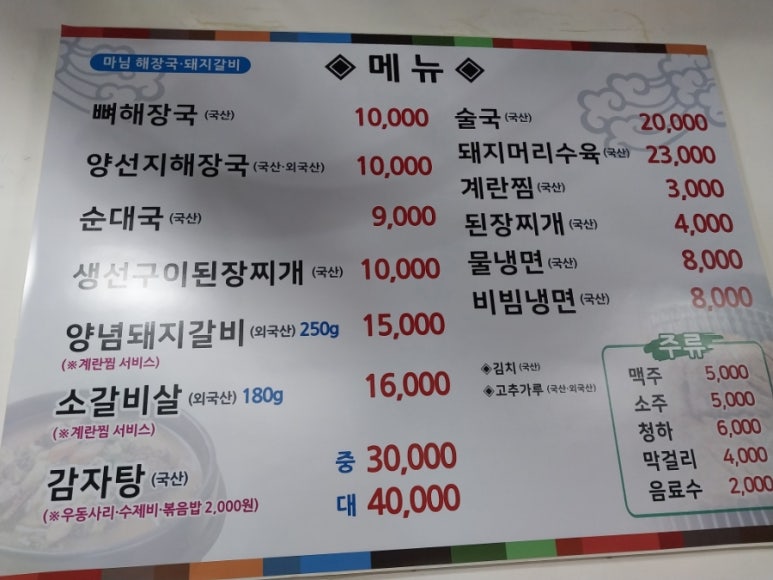 마님 해장국·돼지갈비
◈ 메 뉴 ◈
뼈해장국 (국산) 10,000
양선지해장국 (국산·외국산) 10,000
순대국 (국산) 9,000
생선구이된장찌개 (국산) 10,000
양념돼지갈비 (외국산) 250g 15,000
(※계란찜 서비스)
소갈비살 (외국산) 180g 16,000
(※계란찜 서비스)
감자탕 (국산) 중 30,000
대 40,000
(※우동사리·수제비·볶음밥 2,000원)
술국 (국산) 20,000
돼지머리수육 (국산) 23,000
계란찜 (국산) 3,000
된장찌개 (국산) 4,000
물냉면 (국산) 8,000
비빔냉면 (국산) 8,000
◈김치 (국산)
◈고추가루 (국산·외국산)
주류
맥주 5,000
소주 5,000
청하 6,000
막걸리 4,000
음료수 2,000